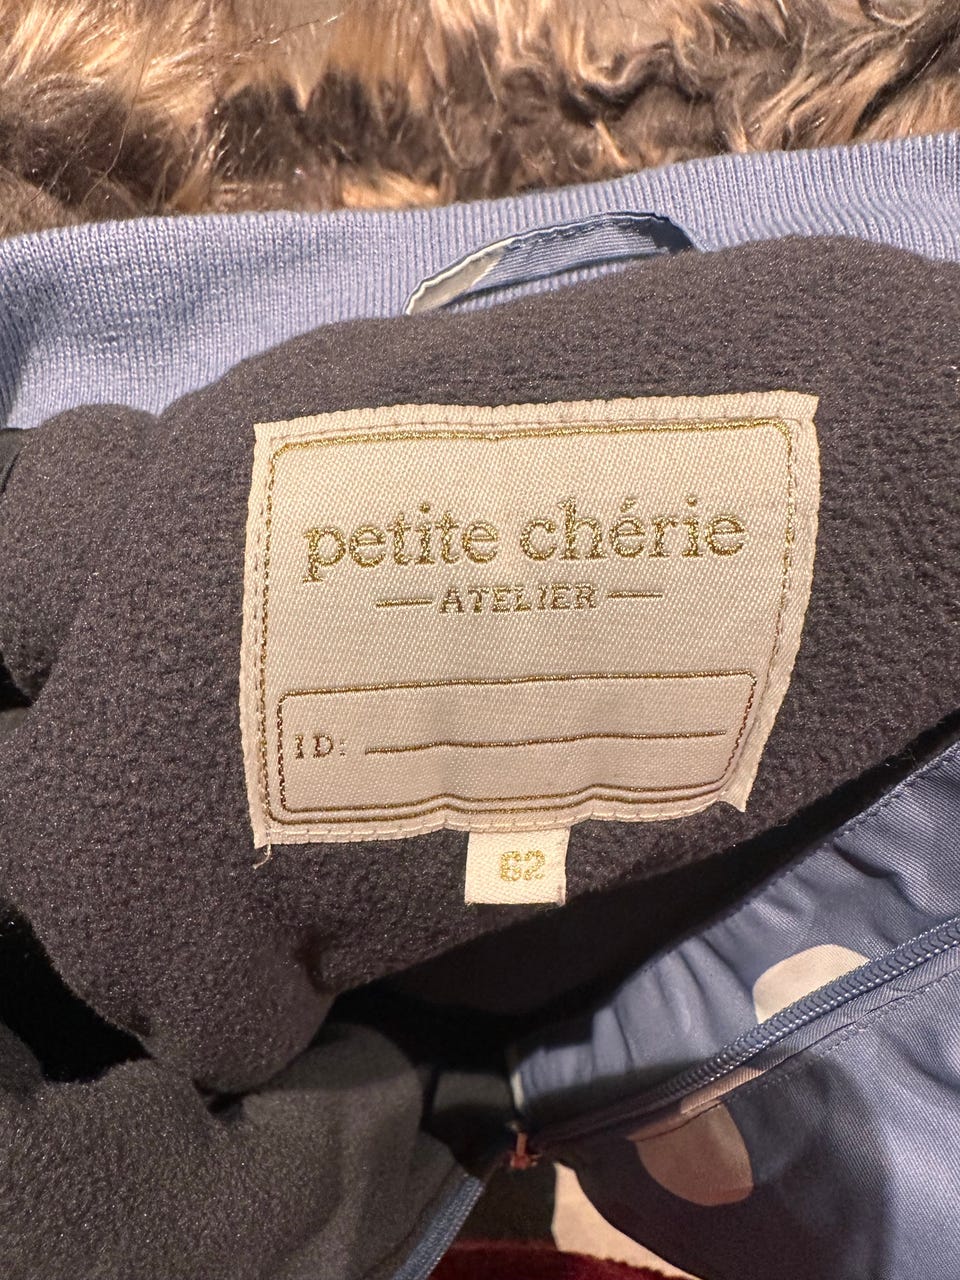 petite chérie
ATELIER
ID:
62